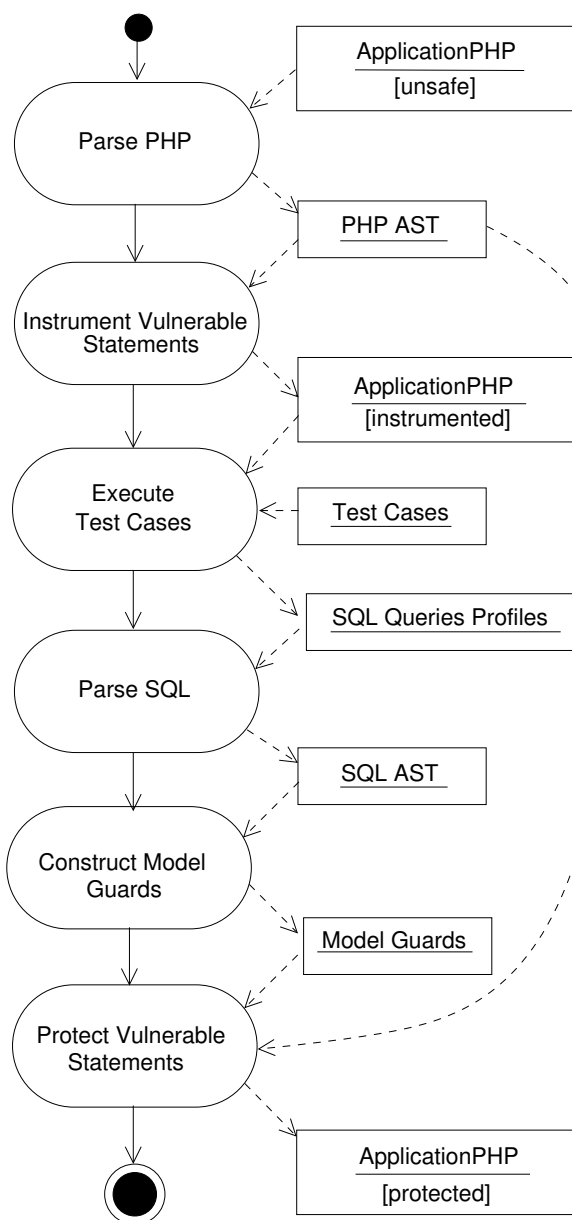 ApplicationPHP
[unsafe]
Parse PHP
PHP AST
Instrument Vulnerable
Statements
ApplicationPHP
[instrumented]
Execute
Test Cases
Test Cases
SQL Queries Profiles
Parse SQL
SQL AST
Construct Model
Guards
Model Guards
Protect Vulnerable
Statements
ApplicationPHP
[protected]